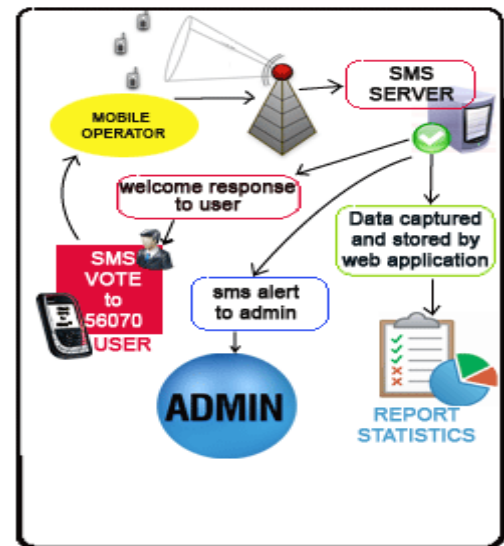 SMS
SERVER
MOBILE
OPERATOR
welcome response
to user
Data captured
and stored by
web application
SMS
VOTE
to
56070
USER
sms alert
to admin
ADMIN
REPORT
STATISTICS